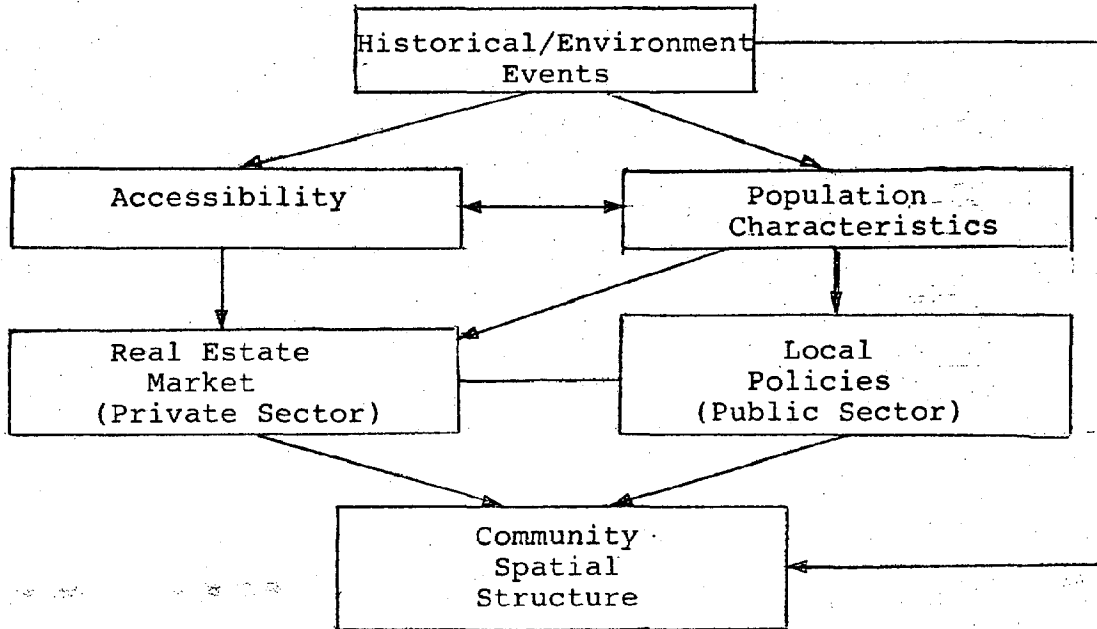 Historical/Environment
Events
Accessibility
Population
Characteristics
Real Estate
Market
(Private Sector)
Local
Policies
(Public Sector)
Community
Spatial
Structure